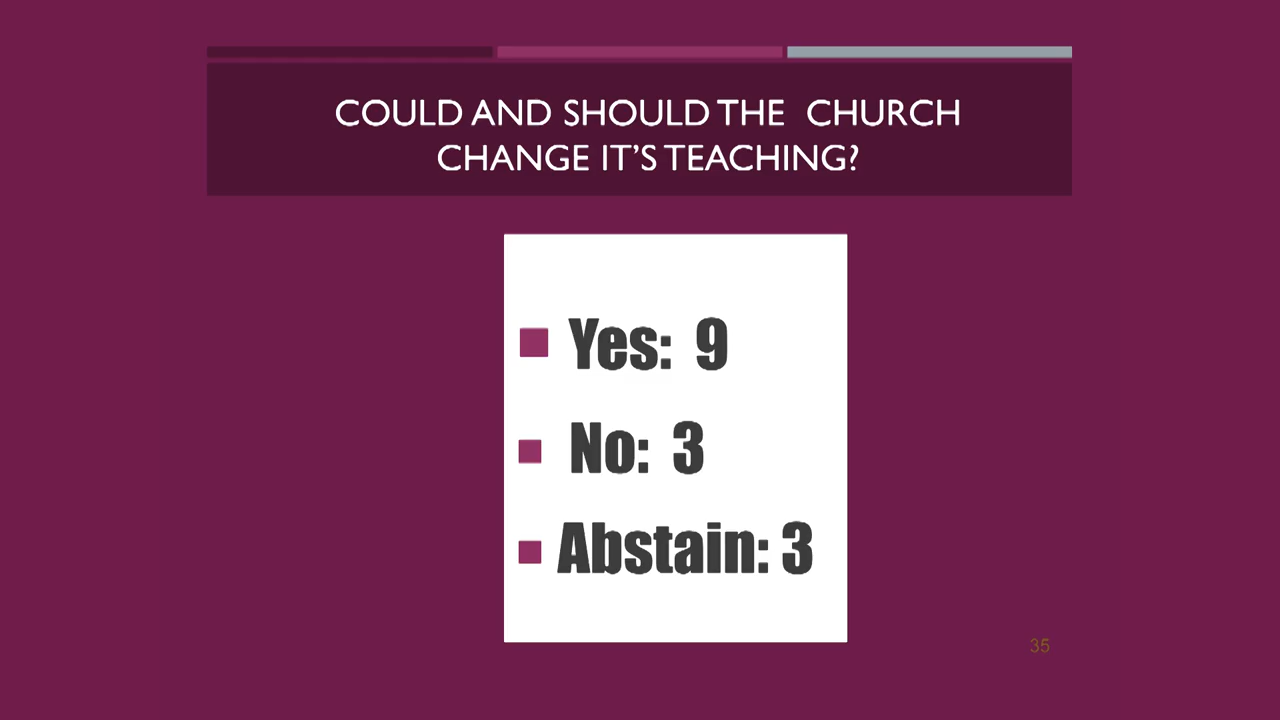 COULD AND SHOULD THE CHURCH
CHANGE IT'S TEACHING?
Yes: 9
No: 3
Abstain: 3
35